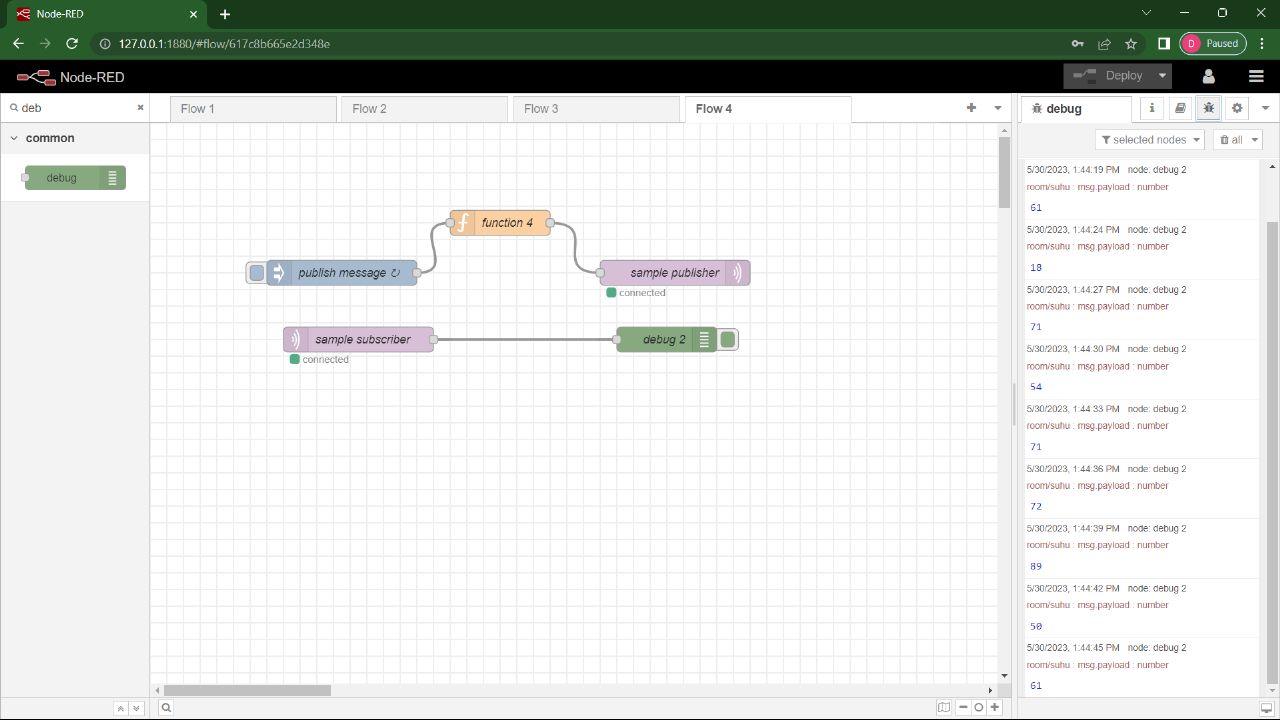 Node-RED
127.0.0.1:1880/#flow/617c8b665e2d348e
D Paused
Node-RED
Deploy
deb
Flow 1
Flow 2
Flow 3
Flow 4
debug
i
common
debug
selected nodes
all
function 4
publish message ↻
sample publisher
connected
sample subscriber
connected
debug 2
5/30/2023, 1:44:19 PM node: debug 2
room/suhu : msg.payload : number
61
5/30/2023, 1:44:24 PM node: debug 2
room/suhu : msg.payload : number
18
5/30/2023, 1:44:27 PM node: debug 2
room/suhu : msg.payload : number
71
5/30/2023, 1:44:30 PM node: debug 2
room/suhu : msg.payload : number
54
5/30/2023, 1:44:33 PM node: debug 2
room/suhu : msg.payload : number
71
5/30/2023, 1:44:36 PM node: debug 2
room/suhu : msg.payload : number
72
5/30/2023, 1:44:39 PM node: debug 2
room/suhu : msg.payload : number
89
5/30/2023, 1:44:42 PM node: debug 2
room/suhu : msg.payload : number
50
5/30/2023, 1:44:45 PM node: debug 2
room/suhu : msg.payload : number
61